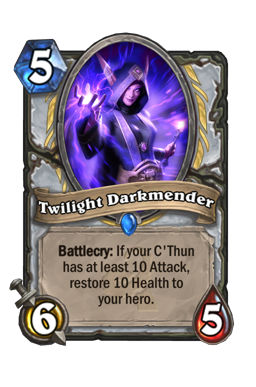 5
Twilight Darkmender
Battlecry: If your C'Thun
has at least 10 Attack,
restore 10 Health to
your hero.
6
5